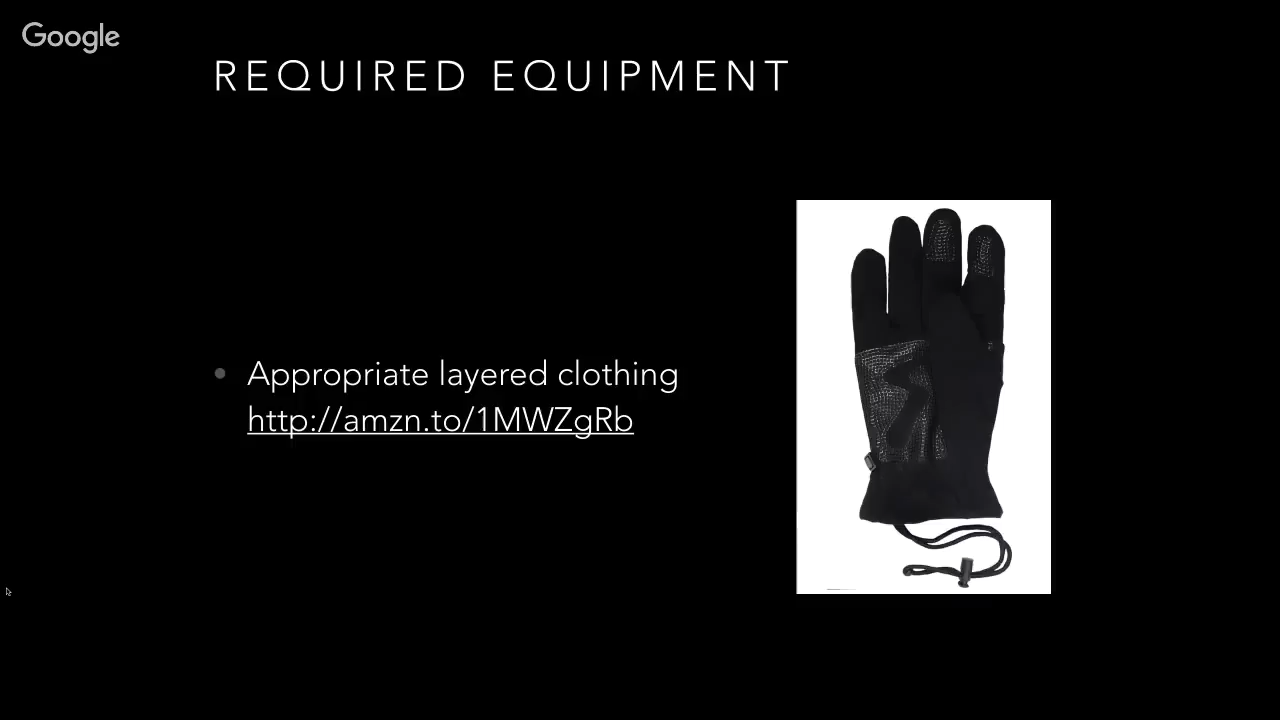 Google
REQUIRED EQUIPMENT
Appropriate layered clothing
http://amzn.to/1MWZgRb